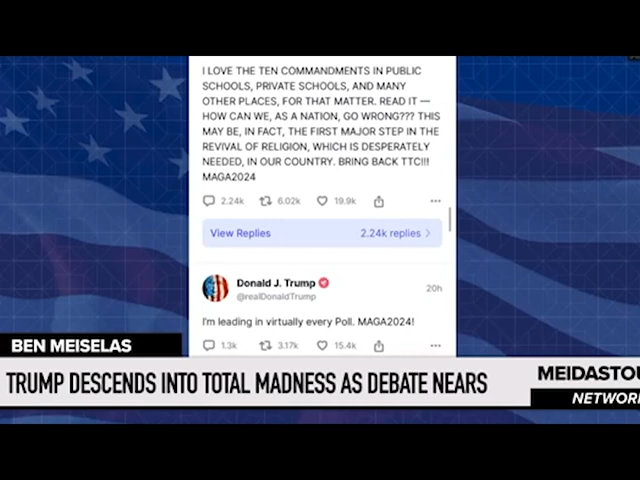 I LOVE THE TEN COMMANDMENTS IN PUBLIC
SCHOOLS, PRIVATE SCHOOLS, AND MANY
OTHER PLACES, FOR THAT MATTER. READ IT —
HOW CAN WE, AS A NATION, GO WRONG??? THIS
MAY BE, IN FACT, THE FIRST MAJOR STEP IN THE
REVIVAL OF RELIGION, WHICH IS DESPERATELY
NEEDED, IN OUR COUNTRY. BRING BACK TTC!!!
MAGA2024
2.24k 6.02k 19.9k
View Replies 2.24k replies
Donald J. Trump 20h
@realDonaldTrump
I'm leading in virtually every Poll. MAGA2024!
1.3k 3.17k 15.4k
BEN MEISELAS
TRUMP DESCENDS INTO TOTAL MADNESS AS DEBATE NEARS
MEIDASTOU
NETWORK